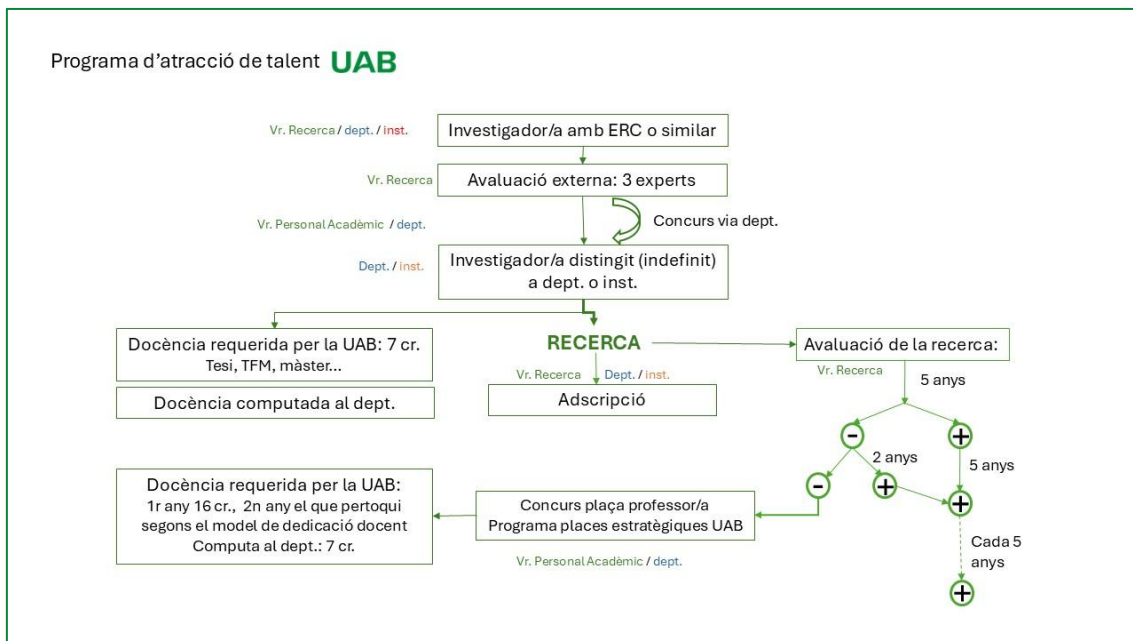 Programa d'atracció de talent UAB
Vr. Recerca / dept. / inst.
Investigador/a amb ERC o similar
Vr. Recerca
Avaluació externa: 3 experts
Vr. Personal Acadèmic / dept.
Concurs via dept.
Dept. / inst.
Investigador/a distingit (indefinit)
a dept. o inst.
Docència requerida per la UAB: 7 cr.
Tesi, TFM, màster...
Docència computada al dept.
RECERCA
Vr. Recerca Dept. / inst.
Adscripció
Avaluació de la recerca:
Vr. Recerca
5 anys
-
+
2 anys
5 anys
-
+
+
Cada 5
anys
+
Concurs plaça professor/a
Programa places estratègiques UAB
Vr. Personal Acadèmic / dept.
Docència requerida per la UAB:
1r any 16 cr., 2n any el que pertoqui
segons el model de dedicació docent
Computa al dept.: 7 cr.